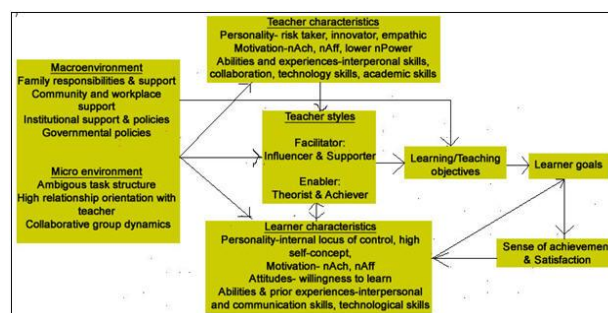 Teacher characteristics
Personality- risk taker, innovator, empathic
Motivation-nAch, nAff, lower nPower
Abilities and experiences-interperonal skills,
collaboration, technology skills, academic skills
Macroenvironment
Family responsibilities & support
Community and workplace
support
Institutional support & policies
Governmental policies
Micro environment
Ambigous task structure
High relationship orientation with
teacher
Collaborative group dynamics
Teacher styles
Facilitator:
Influencer & Supporter
Enabler:
Theorist & Achiever
Learning/Teaching
objectives
Learner goals
Learner characteristics
Personality-internal locus of control, high
self-concept,
Motivation- nAch, nAff
Attitudes- willingness to learn
Abilities & prior experiences-interpersonal
and communication skills, technological skills
Sense of achievement
& Satisfaction